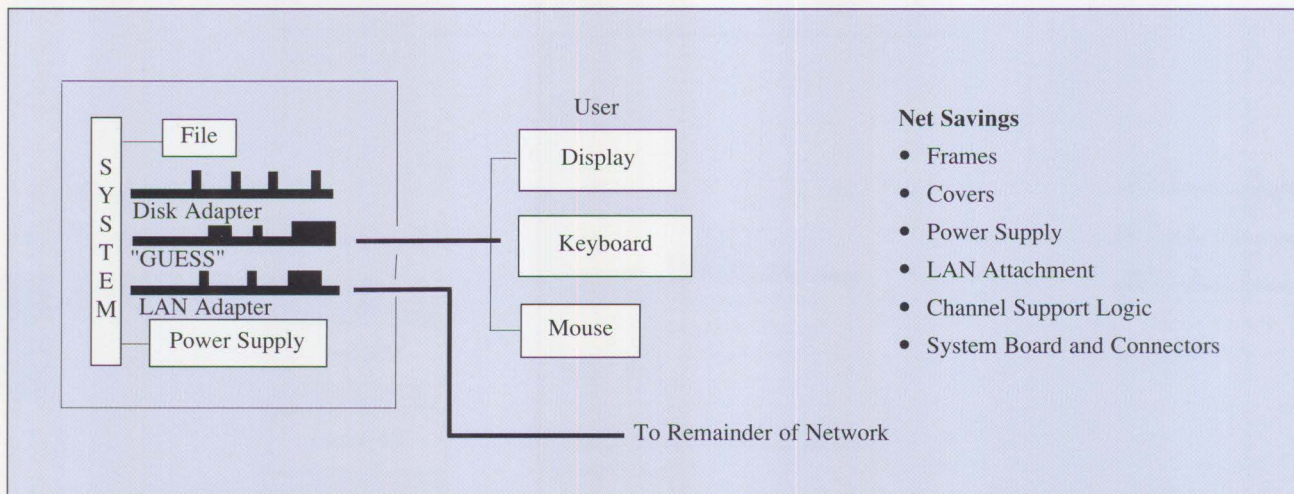 SYSTEM
File
Disk Adapter
"GUESS"
LAN Adapter
Power Supply
User
Display
Keyboard
Mouse
To Remainder of Network
Net Savings
• Frames
• Covers
• Power Supply
• LAN Attachment
• Channel Support Logic
• System Board and Connectors